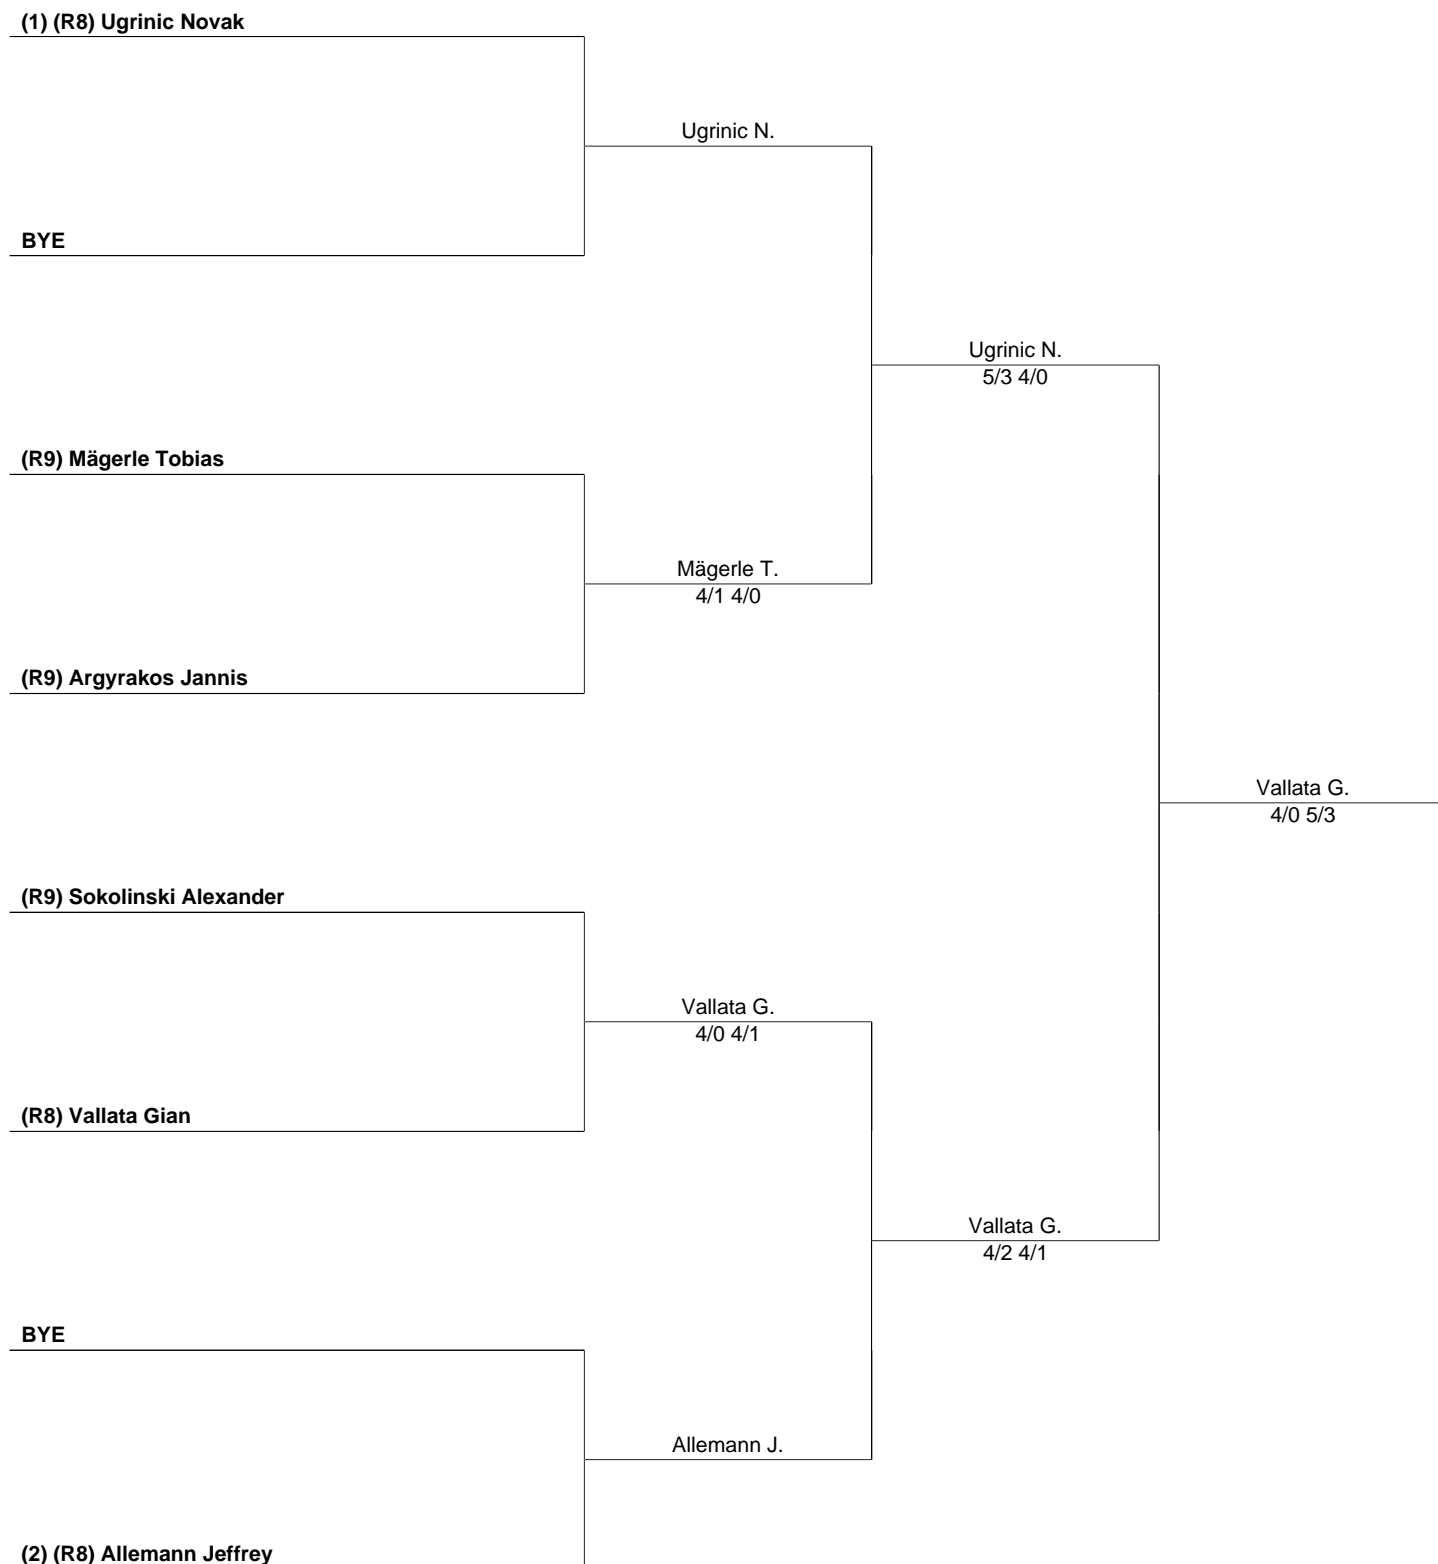 (1) (R8) Ugrinic Novak
Ugrinic N.
BYE
Ugrinic N.
5/3 4/0
(R9) Mägerle Tobias
Mägerle T.
4/1 4/0
(R9) Argyrakos Jannis
Vallata G.
4/0 5/3
(R9) Sokolinski Alexander
Vallata G.
4/0 4/1
(R8) Vallata Gian
Vallata G.
4/2 4/1
BYE
Allemann J.
(2) (R8) Allemann Jeffrey